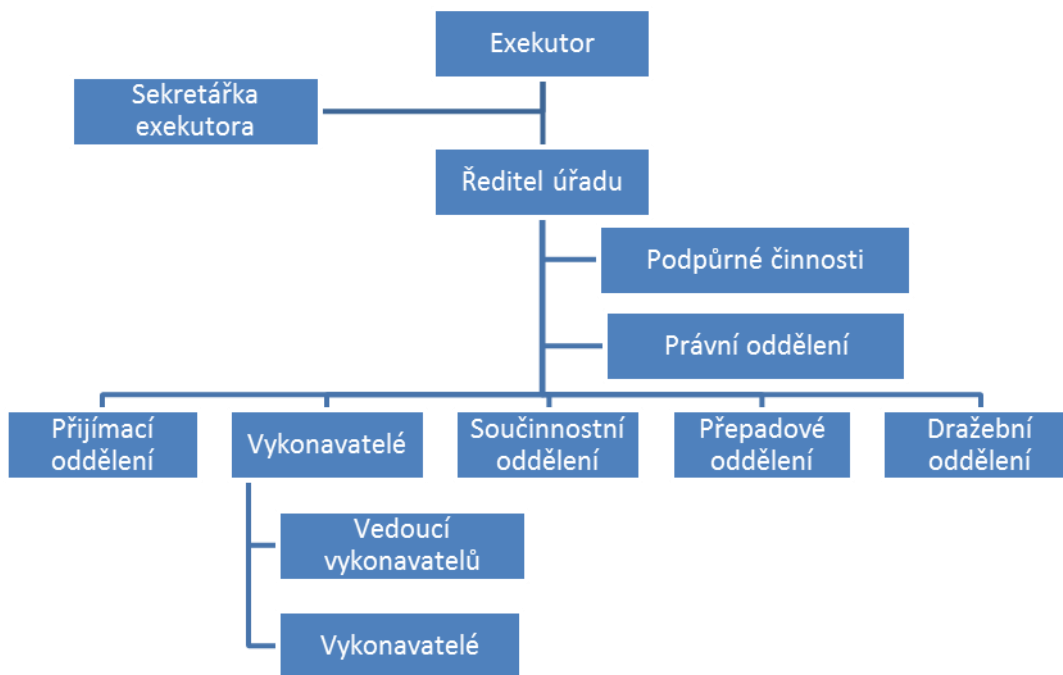 Exekutor
Sekretářka
exekutora
Ředitel úřadu
Podpůrné činnosti
Právní oddělení
Přijímací
oddělení
Vykonavatelé
Součinnostní
oddělení
Přepadové
oddělení
Dražební
oddělení
Vedoucí
vykonavatelů
Vykonavatelé